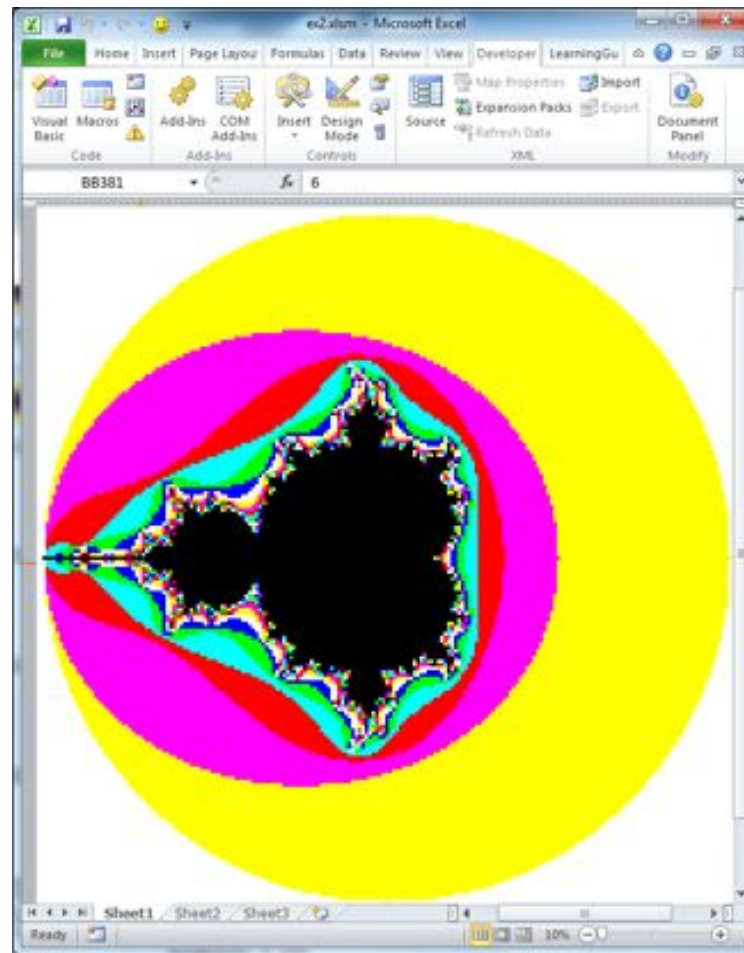 ex2.xlsm - Microsoft Excel
File Home Insert Page Layou Formulas Data Review View Developer LearningGu
Visual Basic
Macros
Code
Add-Ins
COM Add-Ins
Add-Ins
Insert
Design Mode
Controls
Source
Map Properties
Expansion Packs
Refresh Data
Import
Export
XML
Document Panel
Modify
BB381 fx 6
Sheet1 Sheet2 Sheet3
Ready 10%